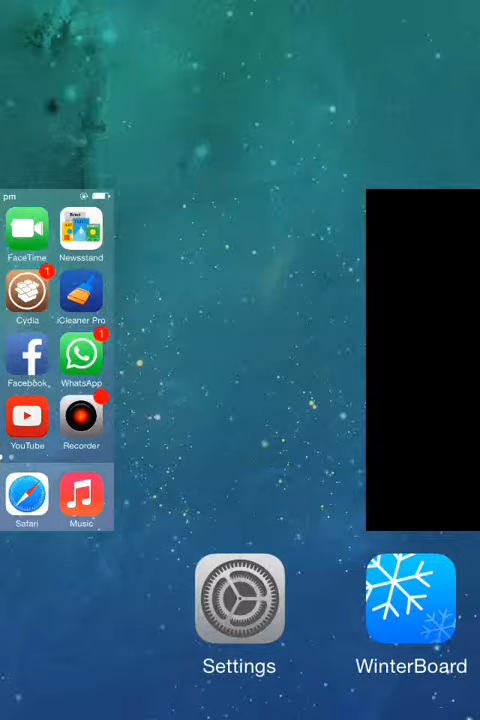 pm
FaceTime
Newsstand
1
Cydia
iCleaner Pro
1
Facebook
WhatsApp
YouTube
Recorder
Safari
Music
Settings
WinterBoard